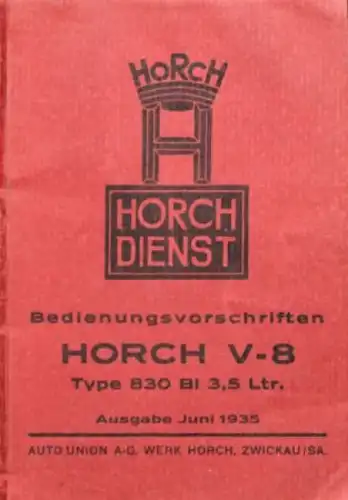 HORCH
H
HORCH
DIENST
Bedienungsvorschriften
HORCH V-8
Type 830 Bl 3,5 Ltr.
Ausgabe Juni 1935
AUTO UNION A-G. WERK HORCH, ZWICKAU/SA.